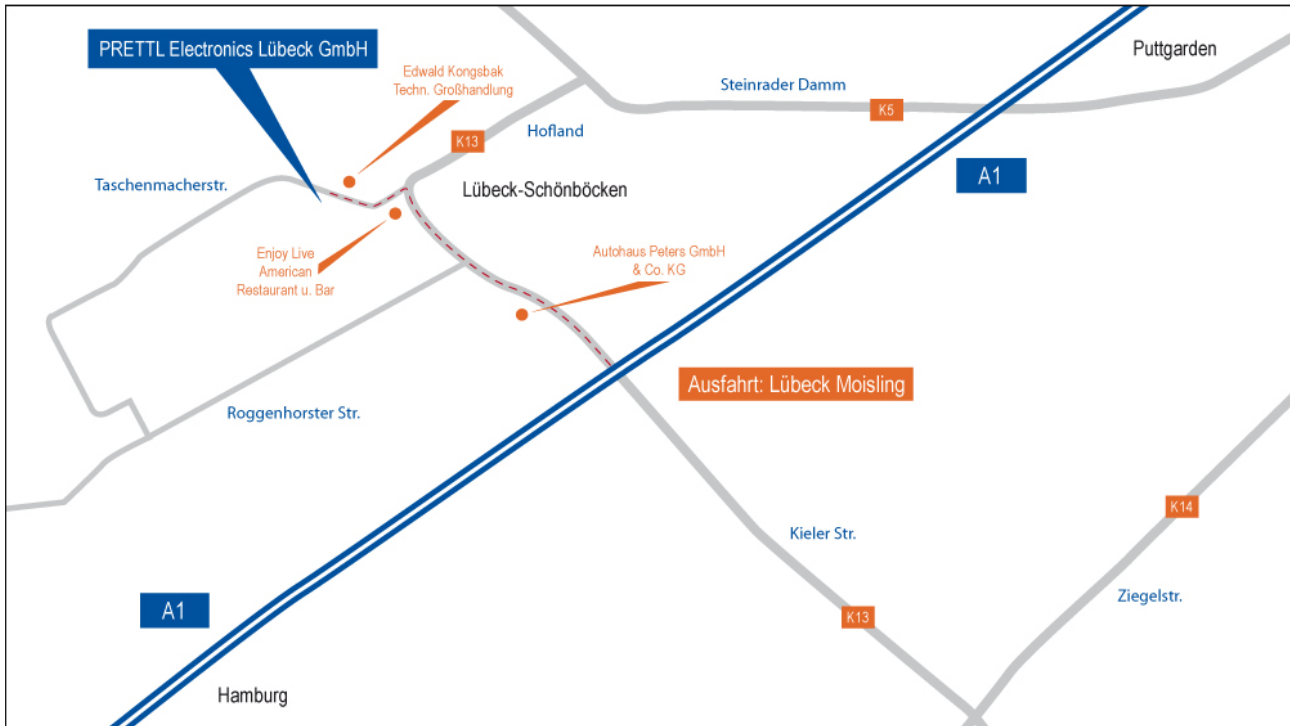 PRETTL Electronics Lübeck GmbH
Puttgarden
Edwald Kongsbak
Techn. Großhandlung
Steinrader Damm
K5
Hofland
K13
A1
Taschenmacherstr.
Lübeck-Schönböcken
Enjoy Live
American
Restaurant u. Bar
Autohaus Peters GmbH
& Co. KG
Ausfahrt: Lübeck Moisling
Roggenhorster Str.
K14
Kieler Str.
Ziegelstr.
A1
K13
Hamburg